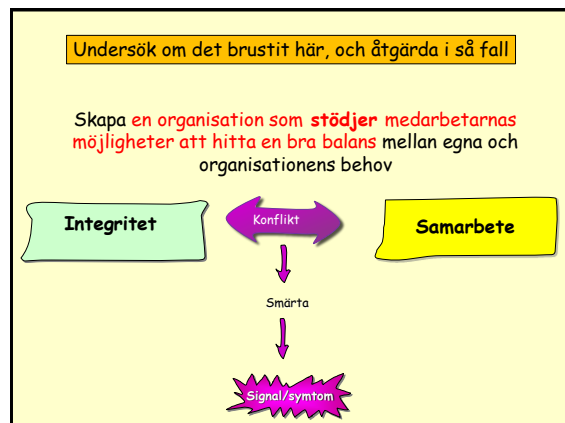 Undersök om det brustit här, och åtgärda i så fall
Skapa en organisation som stödjer medarbetarnas
möjligheter att hitta en bra balans mellan egna och
organisationens behov
Integritet
Konflikt
Samarbete
Smärta
Signal/symtom